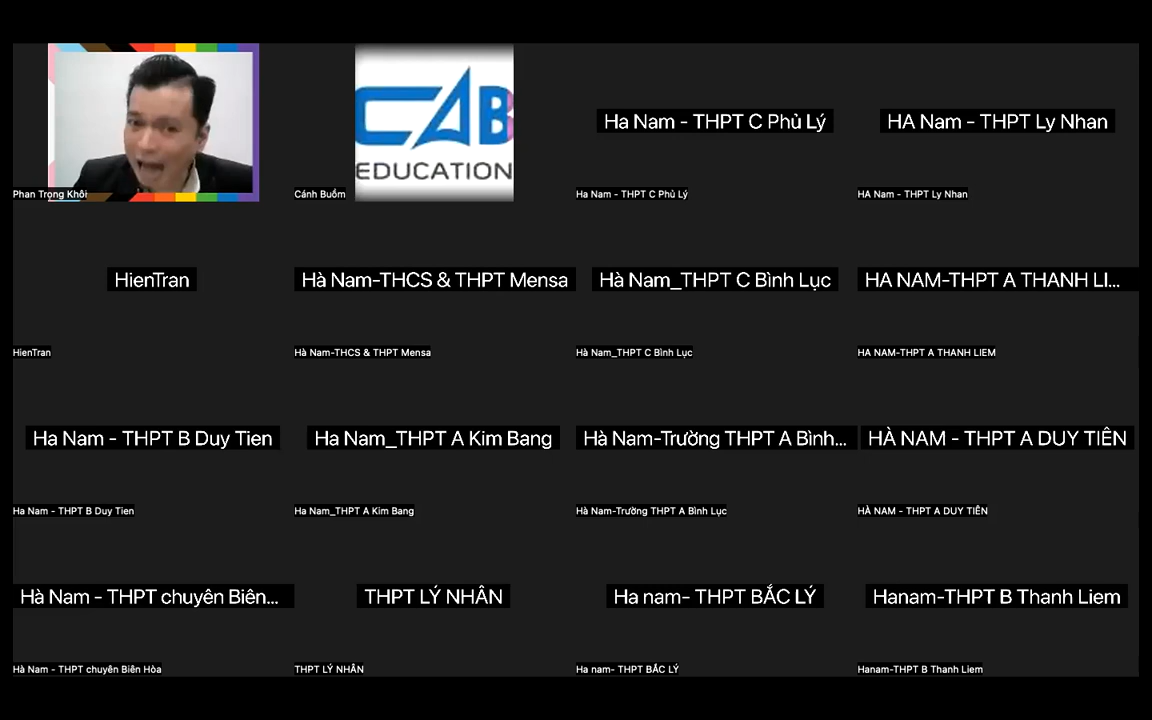 Phan Trọng Khôi
CAB
EDUCATION
Cánh Buồm
Ha Nam - THPT C Phủ Lý
Ha Nam - THPT C Phủ Lý
HA Nam - THPT Ly Nhan
HA Nam - THPT Ly Nhan
HienTran
HienTran
Hà Nam-THCS & THPT Mensa
Hà Nam-THCS & THPT Mensa
Hà Nam_THPT C Bình Lục
Hà Nam_THPT C Bình Lục
HA NAM-THPT A THANH LI...
HA NAM-THPT A THANH LIEM
Ha Nam - THPT B Duy Tien
Ha Nam - THPT B Duy Tien
Ha Nam_THPT A Kim Bang
Ha Nam_THPT A Kim Bang
Hà Nam-Trường THPT A Bình...
Hà Nam-Trường THPT A Bình Lục
HÀ NAM - THPT A DUY TIÊN
HÀ NAM - THPT A DUY TIÊN
Hà Nam - THPT chuyên Biên...
Hà Nam - THPT chuyên Biên Hòa
THPT LÝ NHÂN
THPT LÝ NHÂN
Ha nam- THPT BẮC LÝ
Ha nam- THPT BẮC LÝ
Hanam-THPT B Thanh Liem
Hanam-THPT B Thanh Liem